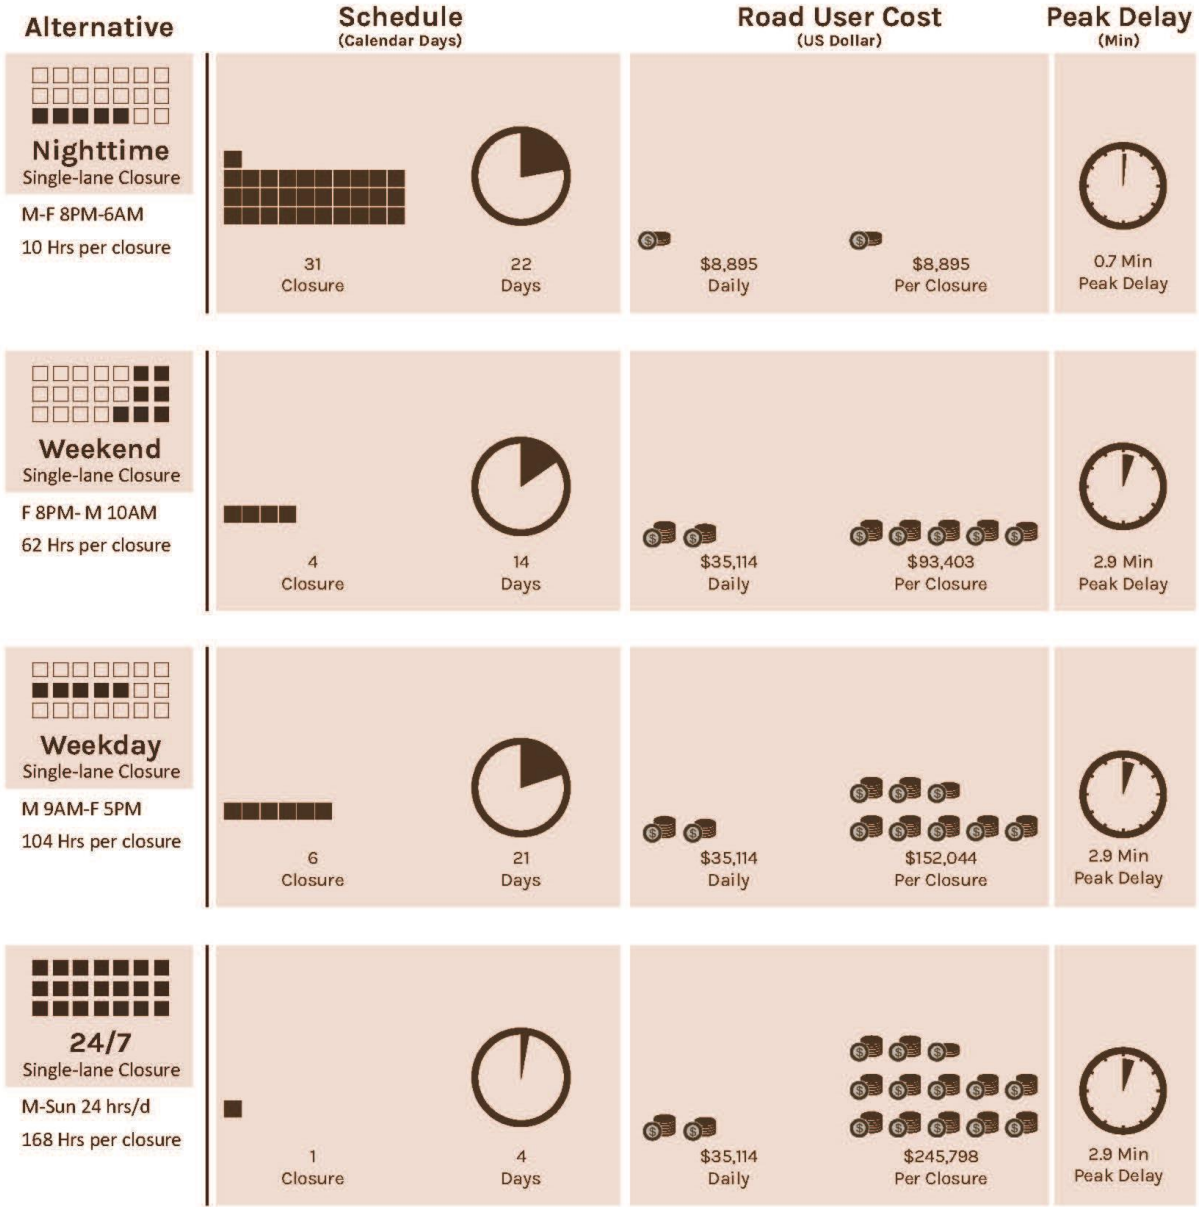 Alternative
Schedule
(Calendar Days)
Road User Cost
(US Dollar)
Peak Delay
(Min)
Nighttime
Single-lane Closure
M-F 8PM-6AM
10 Hrs per closure
31
Closure
22
Days
$8,895
Daily
$8,895
Per Closure
0.7 Min
Peak Delay
Weekend
Single-lane Closure
F 8PM- M 10AM
62 Hrs per closure
4
Closure
14
Days
$35,114
Daily
$93,403
Per Closure
2.9 Min
Peak Delay
Weekday
Single-lane Closure
M 9AM-F 5PM
104 Hrs per closure
6
Closure
21
Days
$35,114
Daily
$152,044
Per Closure
2.9 Min
Peak Delay
24/7
Single-lane Closure
M-Sun 24 hrs/d
168 Hrs per closure
1
Closure
4
Days
$35,114
Daily
$245,798
Per Closure
2.9 Min
Peak Delay